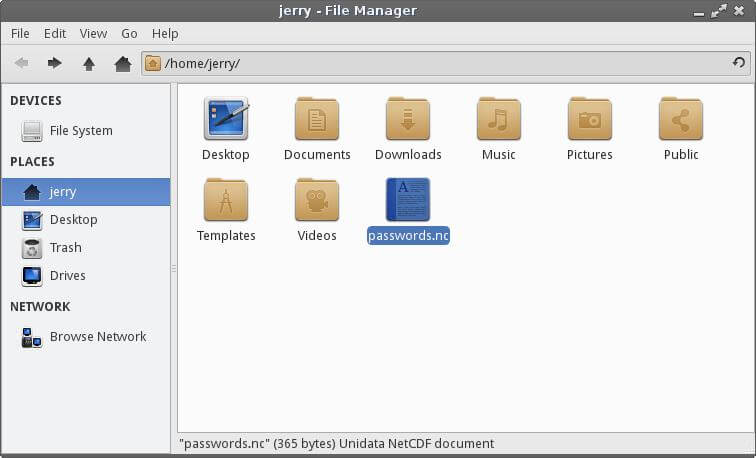 jerry - File Manager
File Edit View Go Help
/home/jerry/
DEVICES
File System
PLACES
jerry
Desktop
Trash
Drives
NETWORK
Browse Network
Desktop Documents Downloads Music Pictures Public
Templates Videos passwords.nc
"passwords.nc" (365 bytes) Unidata NetCDF document